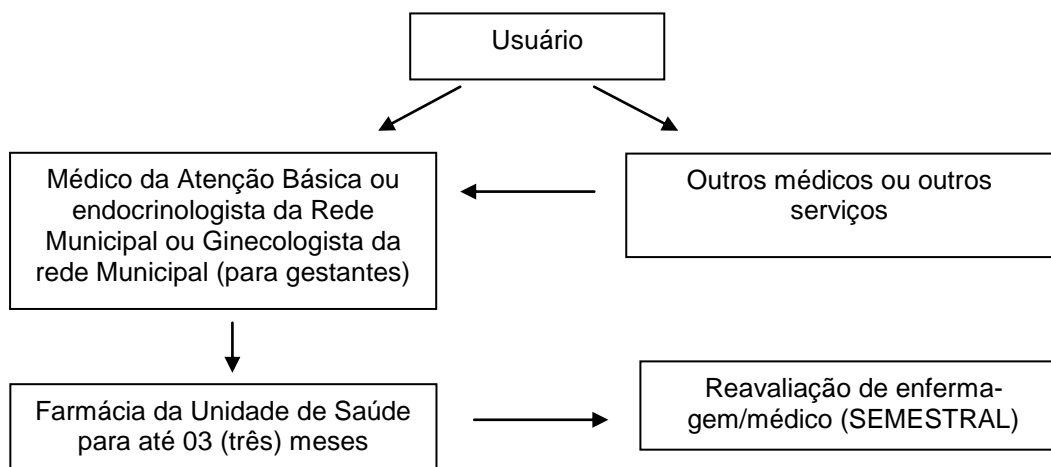 Usuário
Médico da Atenção Básica ou
endocrinologista da Rede
Municipal ou Ginecologista da
rede Municipal (para gestantes)
Outros médicos ou outros
serviços
Farmácia da Unidade de Saúde
para até 03 (três) meses
Reavaliação de enferma-
gem/médico (SEMESTRAL)